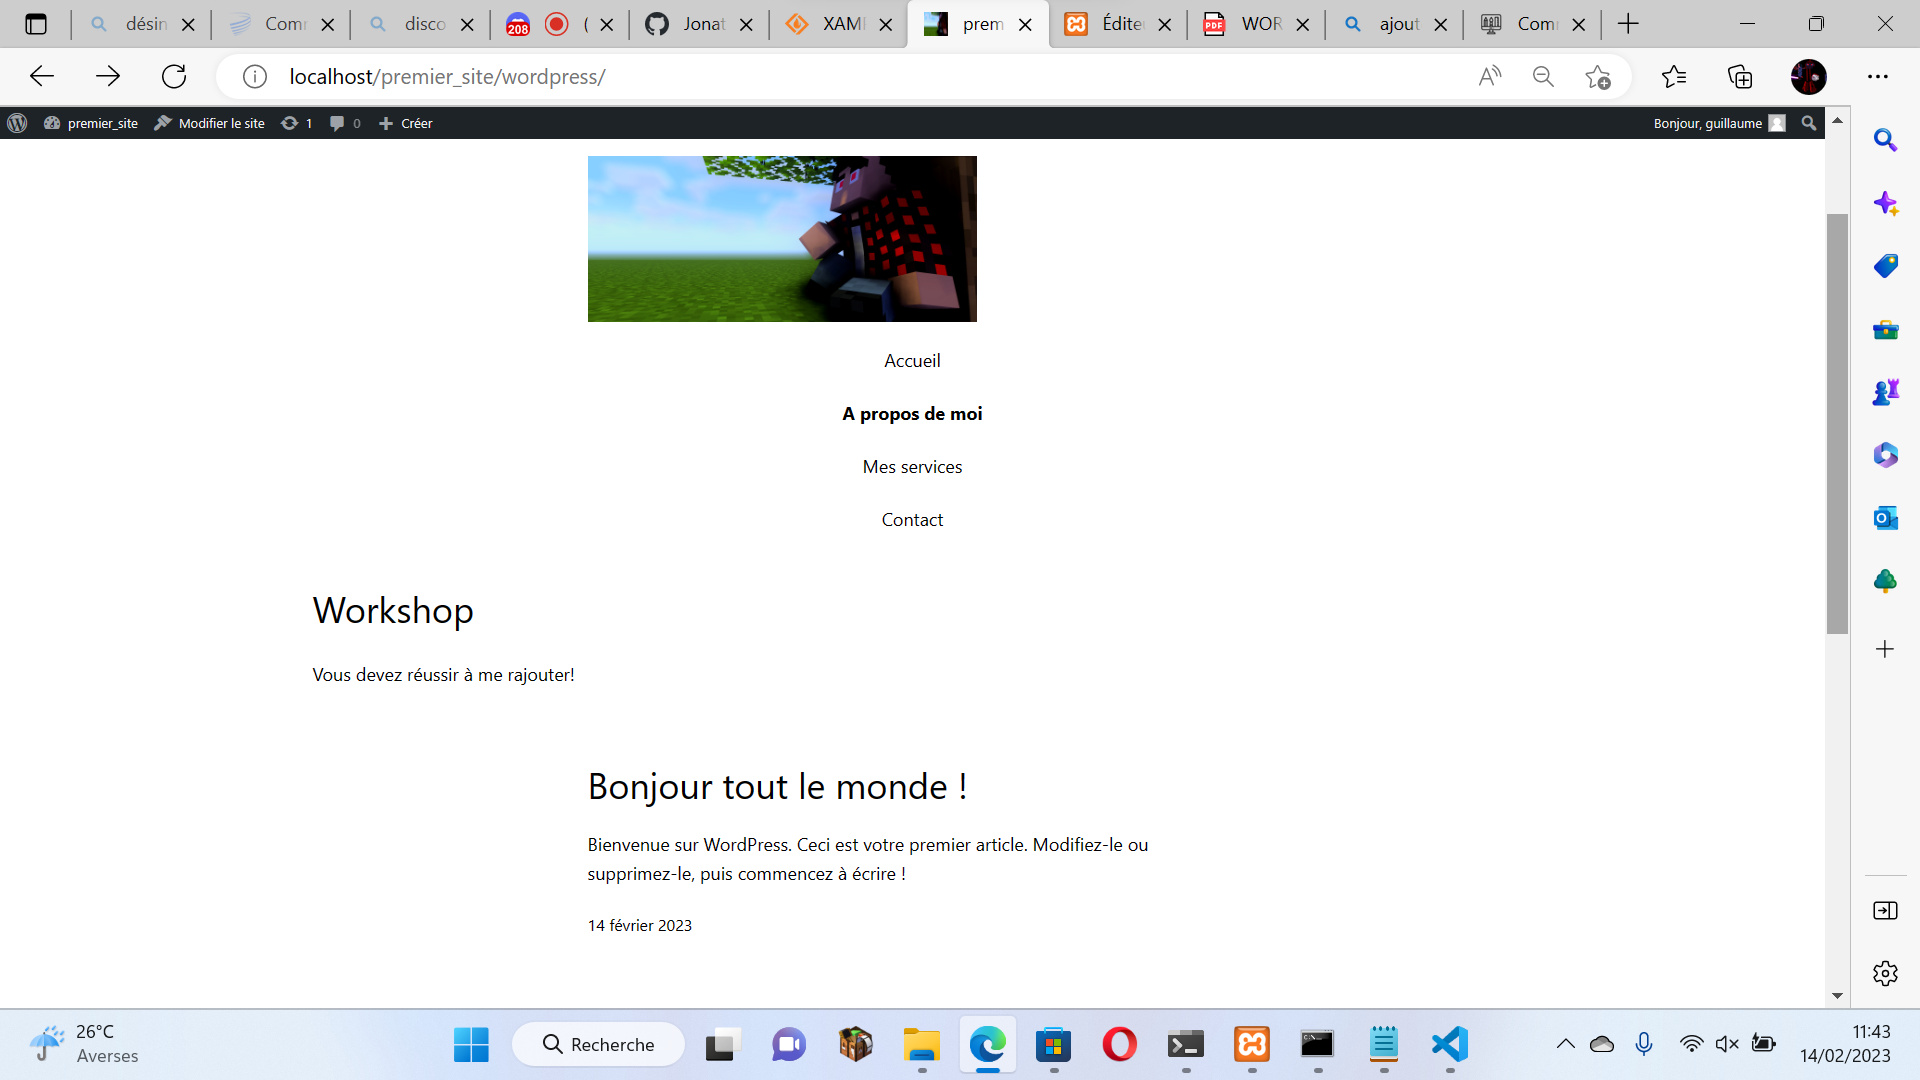 désin
Com
disco
208
(
Jonat
XAM
prem
Édite
PDF
WOR
ajout
Com
localhost/premier_site/wordpress/
premier_site
Modifier le site
1
0
Créer
Bonjour, guillaume
Accueil
A propos de moi
Mes services
Contact
Workshop
Vous devez réussir à me rajouter!
Bonjour tout le monde !
Bienvenue sur WordPress. Ceci est votre premier article. Modifiez-le ou
supprimez-le, puis commencez à écrire !
14 février 2023
26°C
Averses
Recherche
11:43
14/02/2023